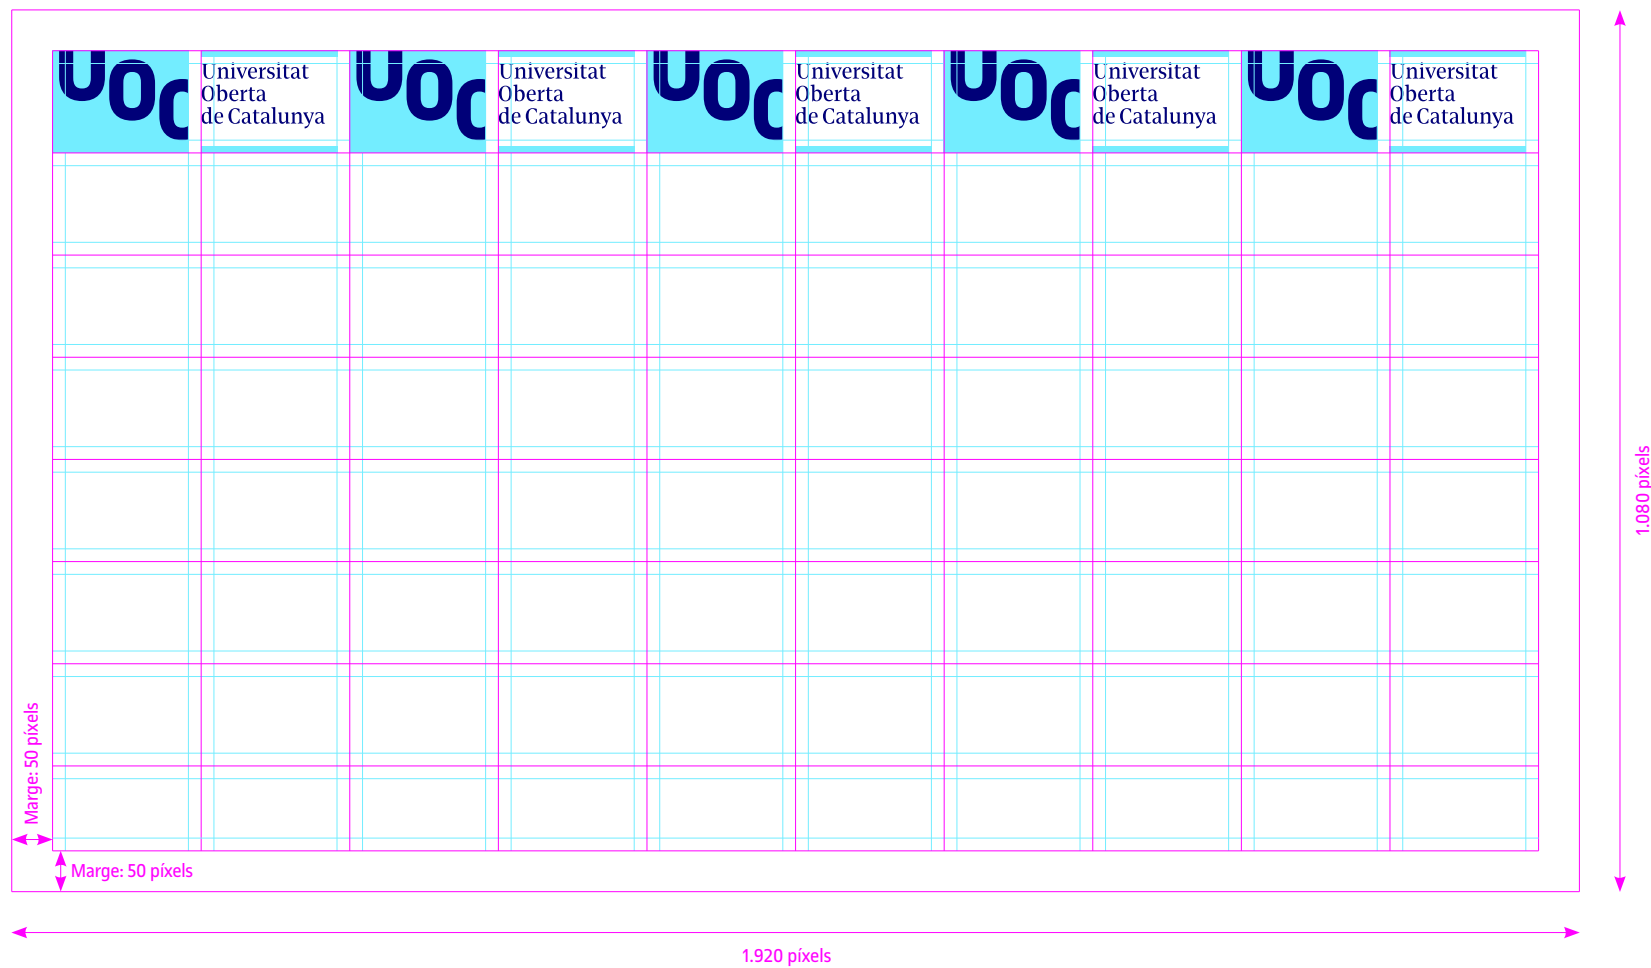 UOC
Universitat
Oberta
de Catalunya
UOC
Universitat
Oberta
de Catalunya
UOC
Universitat
Oberta
de Catalunya
UOC
Universitat
Oberta
de Catalunya
UOC
Universitat
Oberta
de Catalunya
1.080 píxels
Marge: 50 píxels
Marge: 50 píxels
1.920 píxels